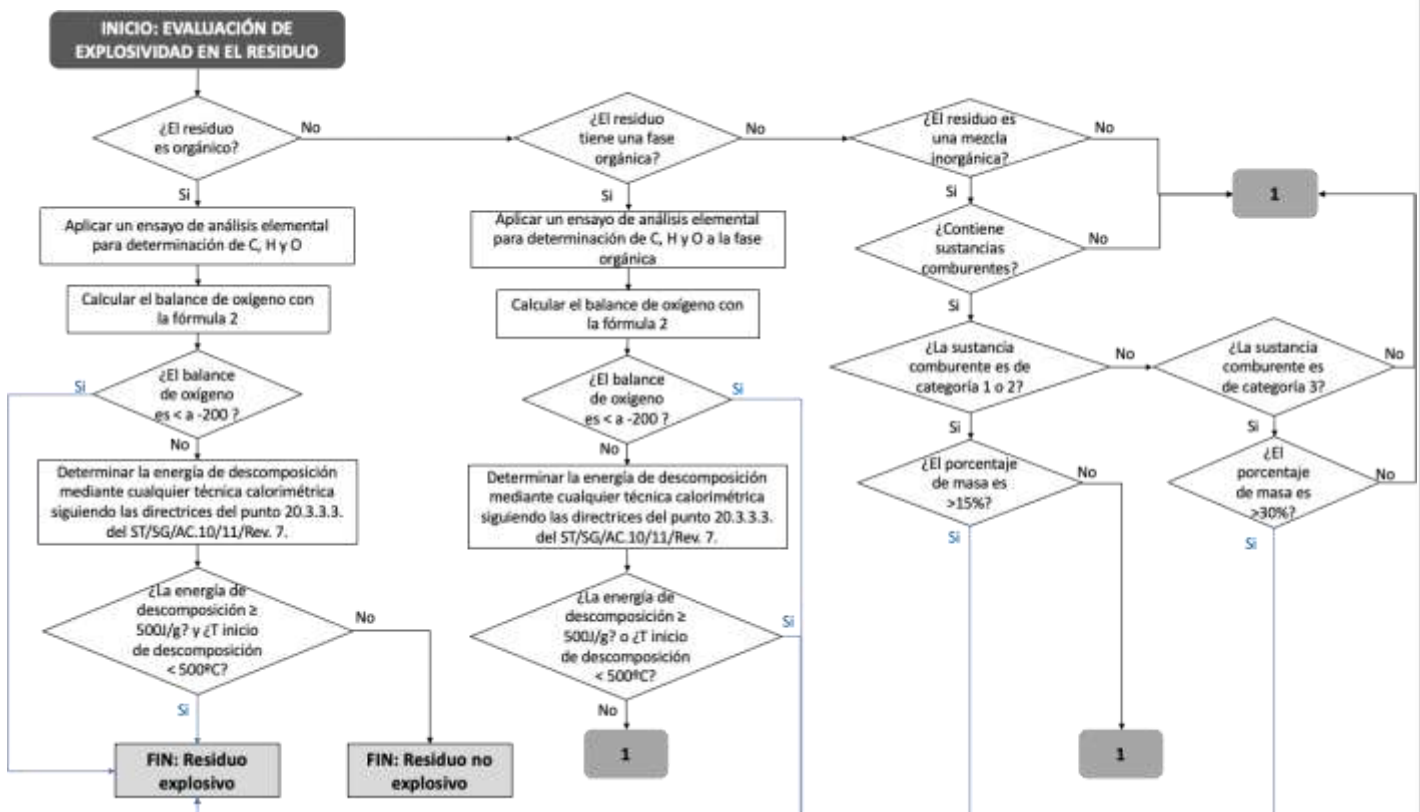 INICIO: EVALUACIÓN DE
EXPLOSIVIDAD EN EL RESIDUO
¿El residuo
es orgánico?
No
Si
Aplicar un ensayo de análisis elemental
para determinación de C, H y O
Calcular el balance de oxígeno con
la fórmula 2
¿El balance
de oxígeno
es < a -200 ?
Si
No
Determinar la energía de descomposición
mediante cualquier técnica calorimétrica
siguiendo las directrices del punto 20.3.3.3.
del ST/SG/AC.10/11/Rev. 7.
¿La energía de
descomposición ≥
500J/g? y ¿T inicio
de descomposición
< 500ºC?
No
Si
FIN: Residuo
explosivo
FIN: Residuo no
explosivo
¿El residuo
tiene una fase
orgánica?
No
Si
Aplicar un ensayo de análisis elemental
para determinación de C, H y O a la fase
orgánica
Calcular el balance de oxígeno con
la fórmula 2
¿El balance
de oxígeno
es < a -200 ?
Si
No
Determinar la energía de descomposición
mediante cualquier técnica calorimétrica
siguiendo las directrices del punto 20.3.3.3.
del ST/SG/AC.10/11/Rev. 7.
¿La energía de
descomposición ≥
500J/g? o ¿T inicio
de descomposición
< 500ºC?
Si
No
1
¿El residuo es
una mezcla
inorgánica?
No
Si
1
¿Contiene
sustancias
comburentes?
No
Si
¿La sustancia
comburente es de
categoría 1 o 2?
No
Si
¿La sustancia
comburente es
de categoría 3?
No
Si
¿El porcentaje
de masa es
>15%?
No
Si
1
¿El
porcentaje
de masa es
>30%?
No
Si